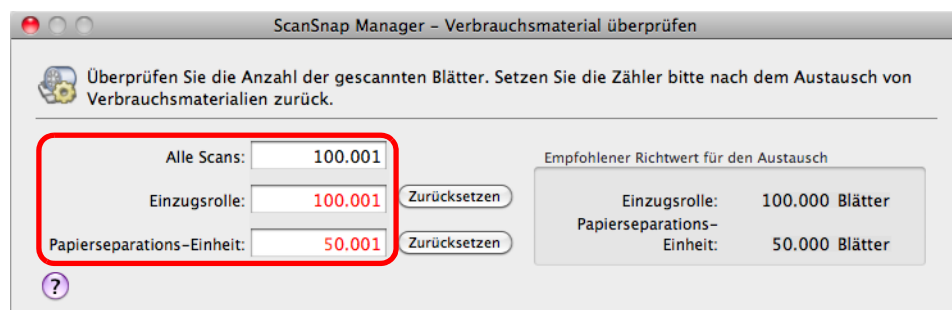 ScanSnap Manager – Verbrauchsmaterial überprüfen
Überprüfen Sie die Anzahl der gescannten Blätter. Setzen Sie die Zähler bitte nach dem Austausch von
Verbrauchsmaterialien zurück.
Alle Scans: 100.001
Einzugsrolle: 100.001 Zurücksetzen
Papierseparations-Einheit: 50.001 Zurücksetzen
Empfohlener Richtwert für den Austausch
Einzugsrolle: 100.000 Blätter
Papierseparations-
Einheit: 50.000 Blätter
?